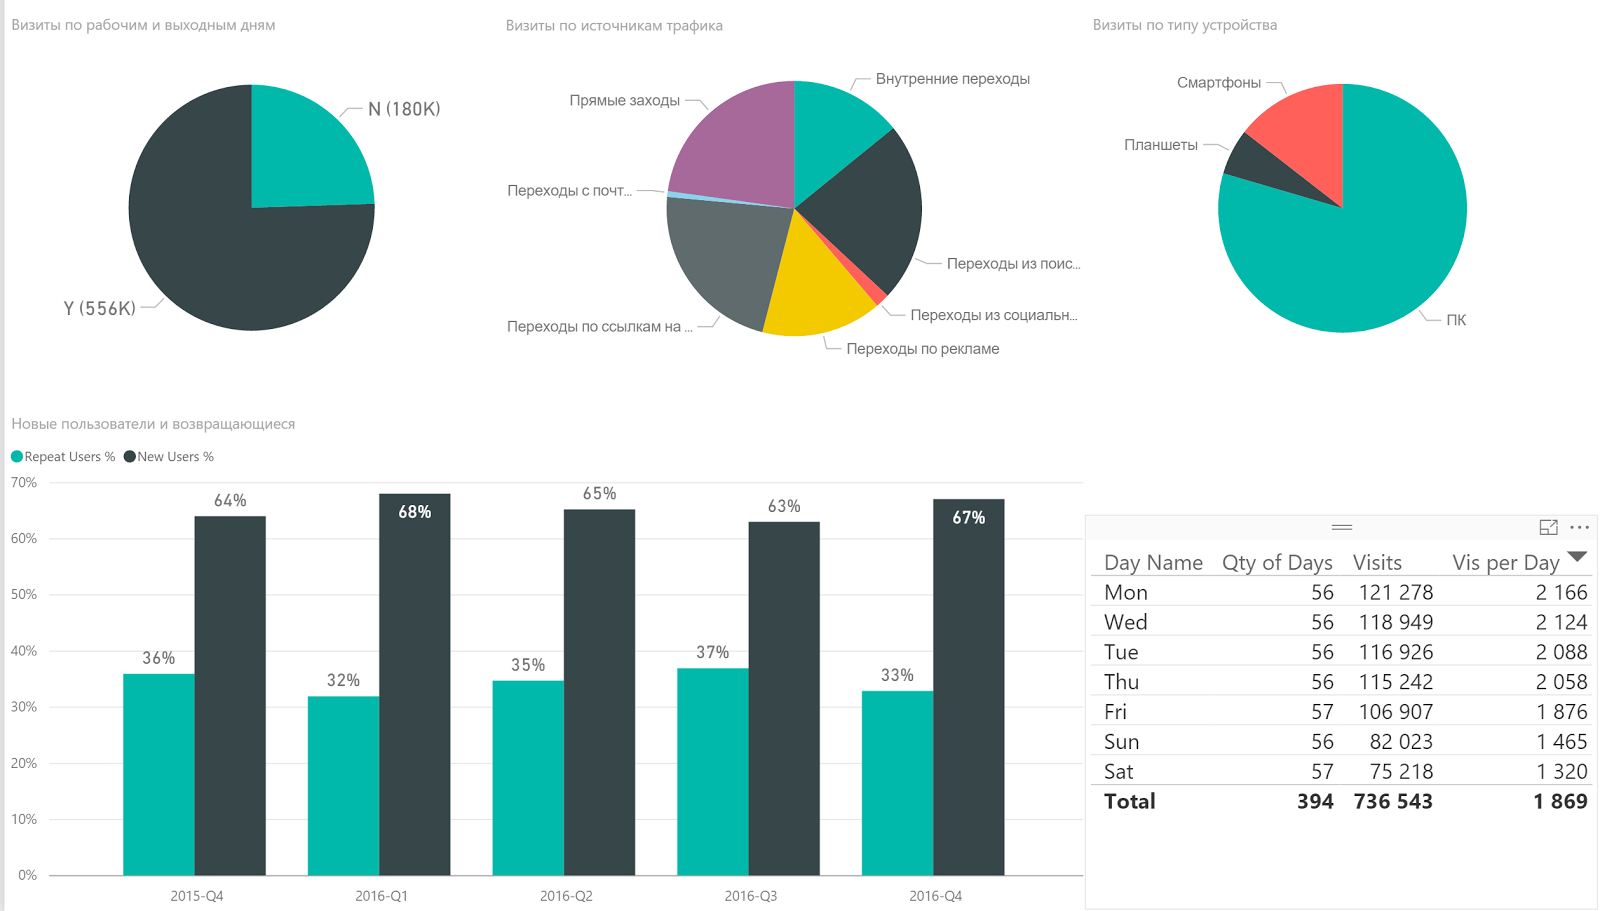 Визиты по рабочим и выходным дням
N (180K)
Y (556K)
Визиты по источникам трафика
Внутренние переходы
Прямые заходы
Переходы с почт...
Переходы из поис...
Переходы из социальн...
Переходы по ссылкам на ...
Переходы по рекламе
Визиты по типу устройства
Смартфоны
Планшеты
ПК
Новые пользователи и возвращающиеся
Repeat Users % New Users %
70%
60%
50%
40%
30%
20%
10%
0%
36% 64%
32% 68%
35% 65%
37% 63%
33% 67%
2015-Q4 2016-Q1 2016-Q2 2016-Q3 2016-Q4
Day Name Qty of Days Visits Vis per Day
Mon 56 121 278 2 166
Wed 56 118 949 2 124
Tue 56 116 926 2 088
Thu 56 115 242 2 058
Fri 57 106 907 1 876
Sun 56 82 023 1 465
Sat 57 75 218 1 320
Total 394 736 543 1 869